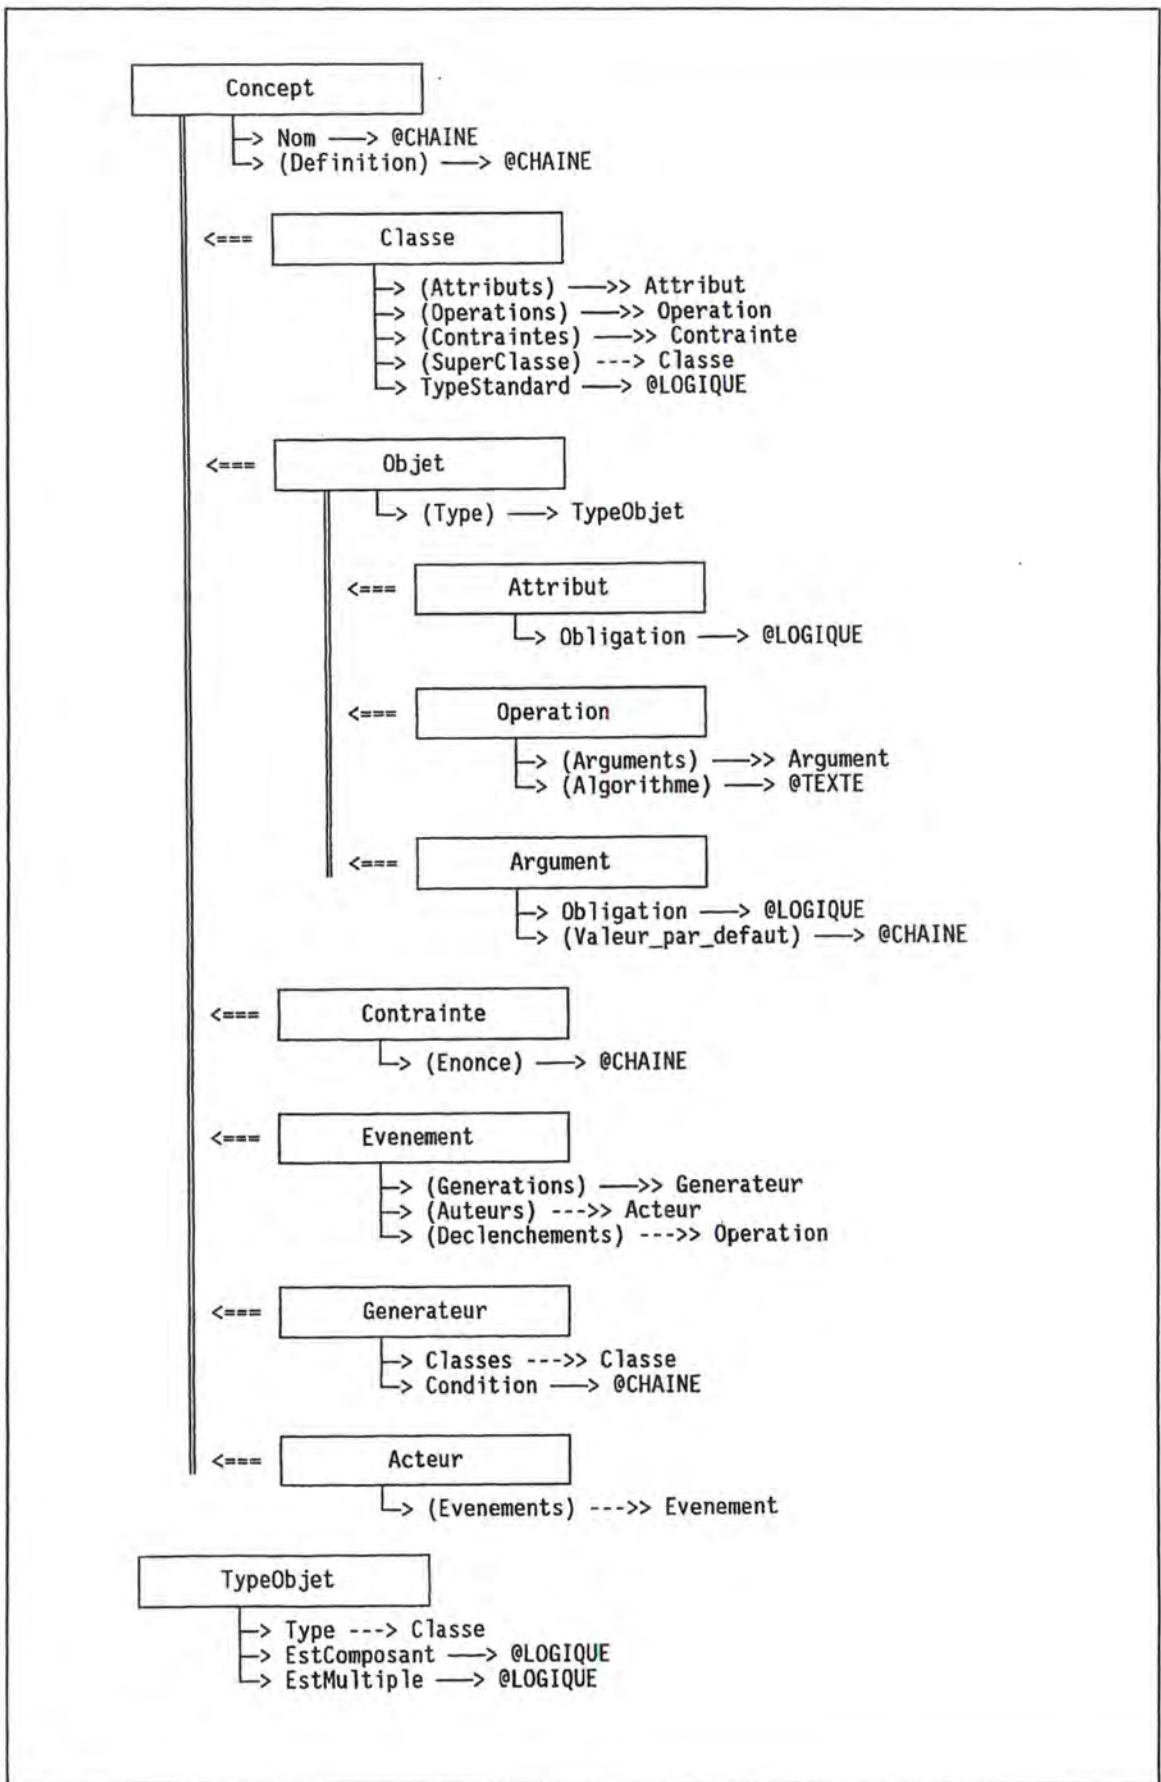 Concept
> Nom ──> @CHAINE
> (Definition) ──> @CHAINE
<=== Classe
> (Attributs) ──>> Attribut
> (Operations) ──>> Operation
> (Contraintes) ──>> Contrainte
> (SuperClasse) ---> Classe
> TypeStandard ──> @LOGIQUE
<=== Objet
> (Type) ──> TypeObjet
<=== Attribut
> Obligation ──> @LOGIQUE
<=== Operation
> (Arguments) ──>> Argument
> (Algorithme) ──> @TEXTE
<=== Argument
> Obligation ──> @LOGIQUE
> (Valeur_par_defaut) ──> @CHAINE
<=== Contrainte
> (Enonce) ──> @CHAINE
<=== Evenement
> (Generations) ──>> Generateur
> (Auteurs) --->> Acteur
> (Declenchements) --->> Operation
<=== Generateur
> Classes --->> Classe
> Condition ──> @CHAINE
<=== Acteur
> (Evenements) --->> Evenement
TypeObjet
> Type ---> Classe
> EstComposant ──> @LOGIQUE
> EstMultiple ──> @LOGIQUE